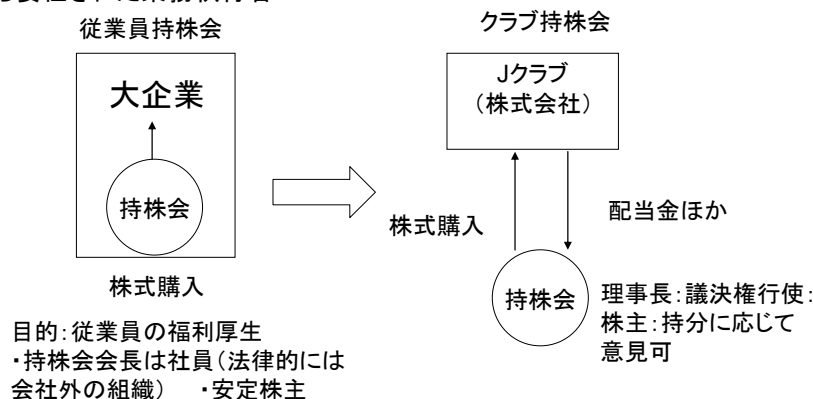 従業員持株会
大企業
持株会
株式購入
目的:従業員の福利厚生
・持株会会長は社員(法律的には
会社外の組織) ・安定株主
クラブ持株会
Jクラブ
(株式会社)
株式購入
配当金ほか
持株会
理事長:議決権行使:
株主:持分に応じて
意見可